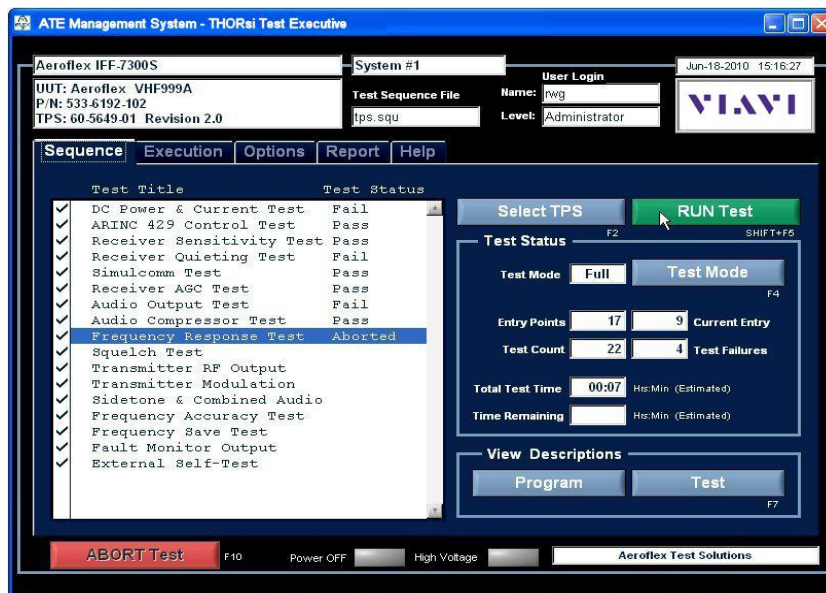 ATE Management System - THORsi Test Executive
Aeroflex IFF-7300S
System #1
Jun-18-2010 15:16:27
UUT: Aeroflex VHF999A
P/N: 533-6192-102
TPS: 60-5649-01 Revision 2.0
Test Sequence File
tps.squ
User Login
Name: rwg
Level: Administrator
VIAVI
Sequence Execution Options Report Help
Test Title Test Status
DC Power & Current Test Fail
ARINC 429 Control Test Pass
Receiver Sensitivity Test Pass
Receiver Quieting Test Fail
Simulcomm Test Pass
Receiver AGC Test Pass
Audio Output Test Fail
Audio Compressor Test Pass
Frequency Response Test Aborted
Squelch Test
Transmitter RF Output
Transmitter Modulation
Sidetone & Combined Audio
Frequency Accuracy Test
Frequency Save Test
Fault Monitor Output
External Self-Test
Select TPS
F2
RUN Test
SHIFT+F5
Test Status
Test Mode Full
Test Mode
F4
Entry Points 17 9 Current Entry
Test Count 22 4 Test Failures
Total Test Time 00:07 Hrs:Min (Estimated)
Time Remaining Hrs:Min (Estimated)
View Descriptions
Program
Test
F7
ABORT Test F10 Power OFF High Voltage Aeroflex Test Solutions